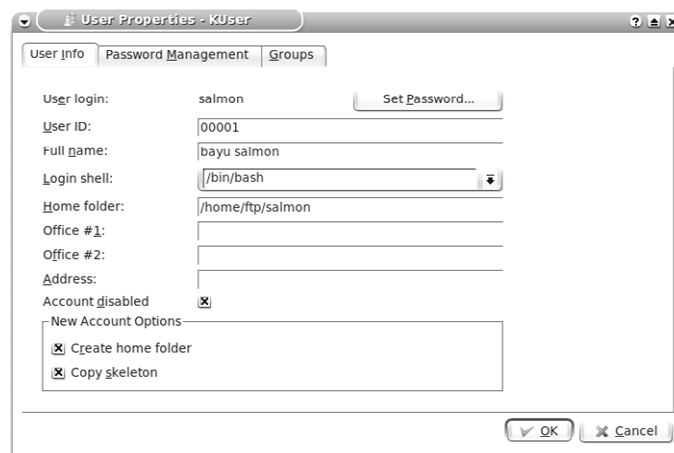 User Properties - KUser
User Info Password Management Groups
User login: salmon Set Password...
User ID: 00001
Full name: bayu salmon
Login shell: /bin/bash
Home folder: /home/ftp/salmon
Office #1:
Office #2:
Address:
Account disabled
New Account Options
Create home folder
Copy skeleton
OK Cancel